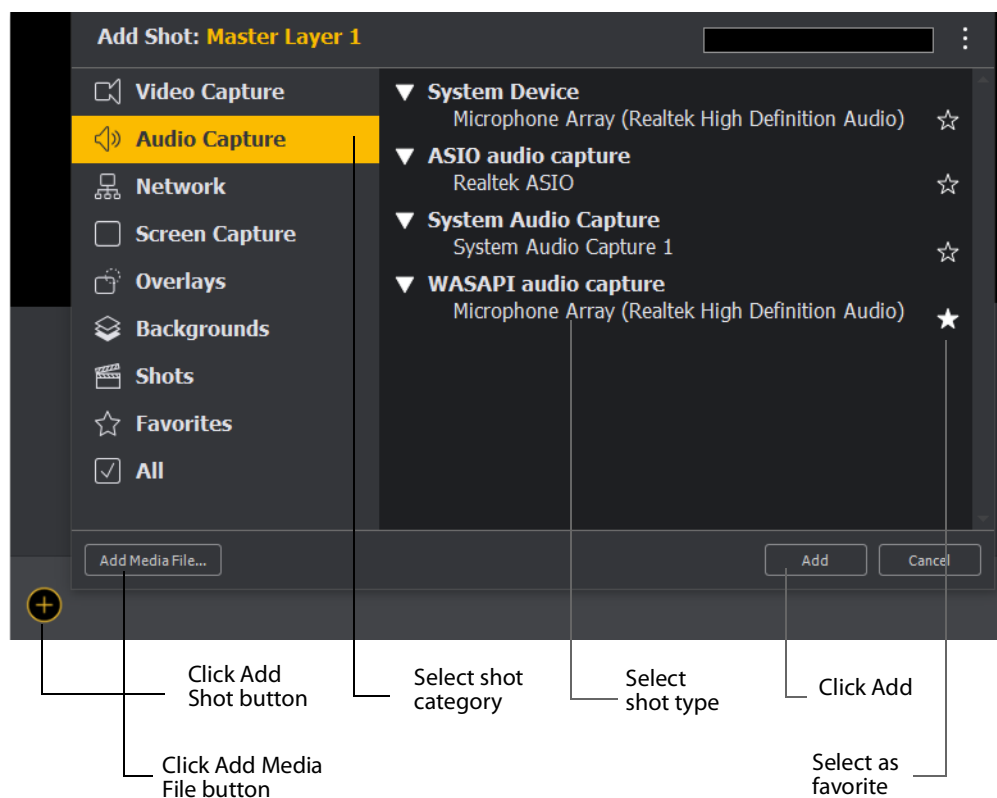 Add Shot: Master Layer 1
Video Capture
Audio Capture
Network
Screen Capture
Overlays
Backgrounds
Shots
Favorites
All
System Device
Microphone Array (Realtek High Definition Audio)
ASIO audio capture
Realtek ASIO
System Audio Capture
System Audio Capture 1
WASAPI audio capture
Microphone Array (Realtek High Definition Audio)
Add Media File...
Add
Cancel
Click Add
Shot button
Select shot
category
Select
shot type
Click Add
Click Add Media
File button
Select as
favorite